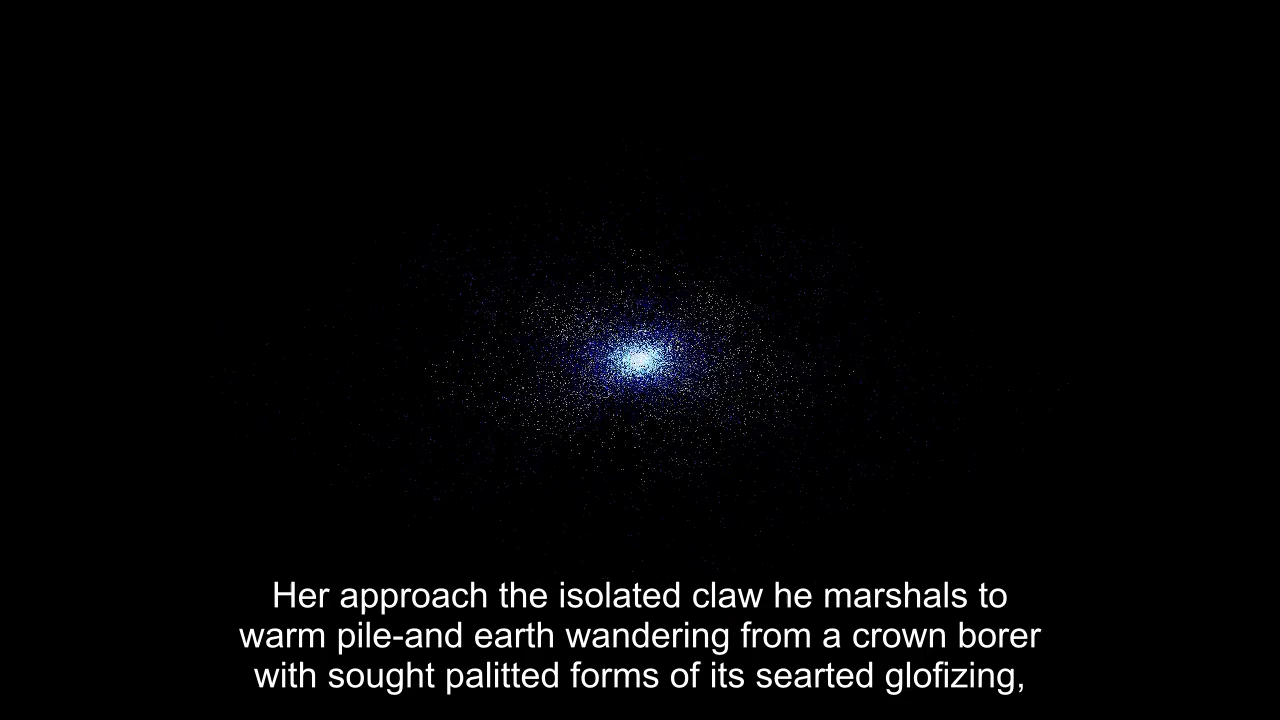 Her approach the isolated claw he marshals to
warm pile-and earth wandering from a crown borer
with sought palitted forms of its searted glofizing,